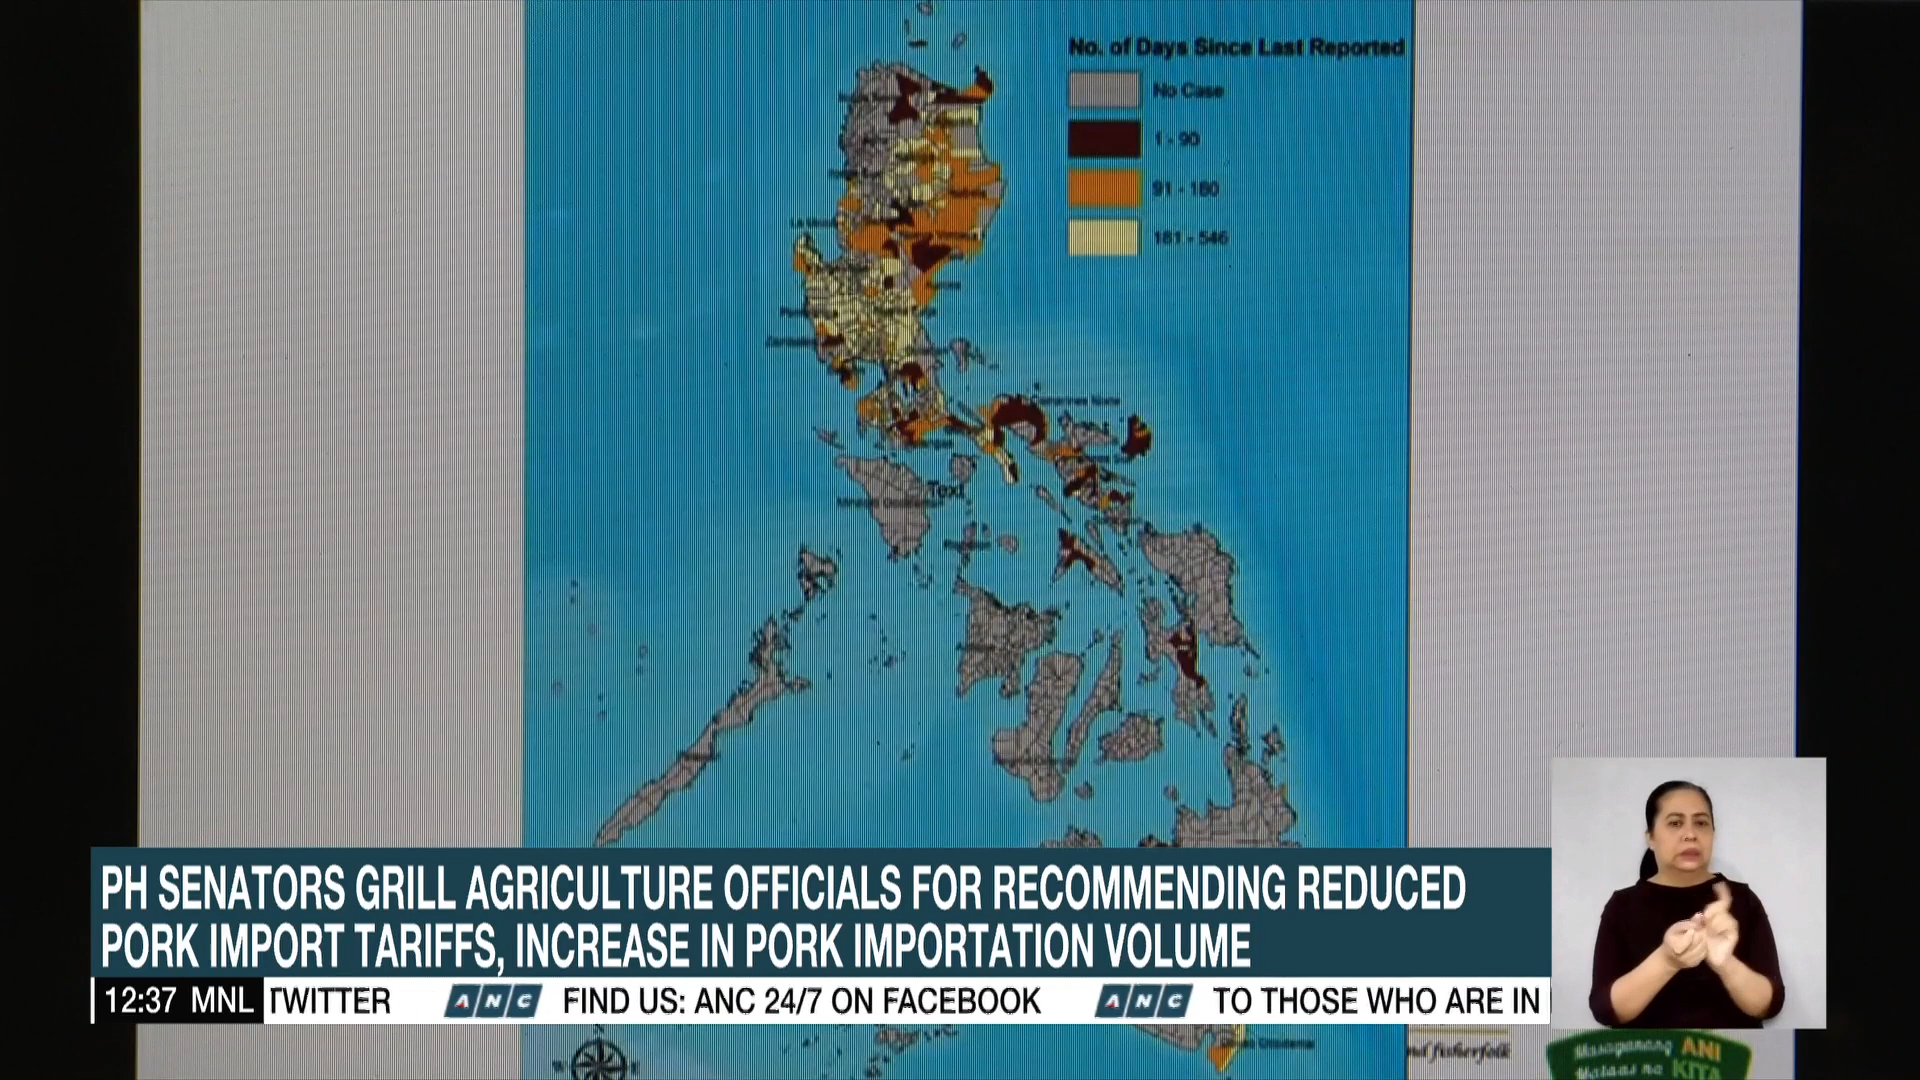 No. of Days Since Last Reported
No Case
1 - 90
91 - 180
181 - 546
Text
PH SENATORS GRILL AGRICULTURE OFFICIALS FOR RECOMMENDING REDUCED
PORK IMPORT TARIFFS, INCREASE IN PORK IMPORTATION VOLUME
12:37 MNL TWITTER ANC FIND US: ANC 24/7 ON FACEBOOK ANC TO THOSE WHO ARE IN
nd fisherfolk
Masaganang ANI
Mataas na KITA